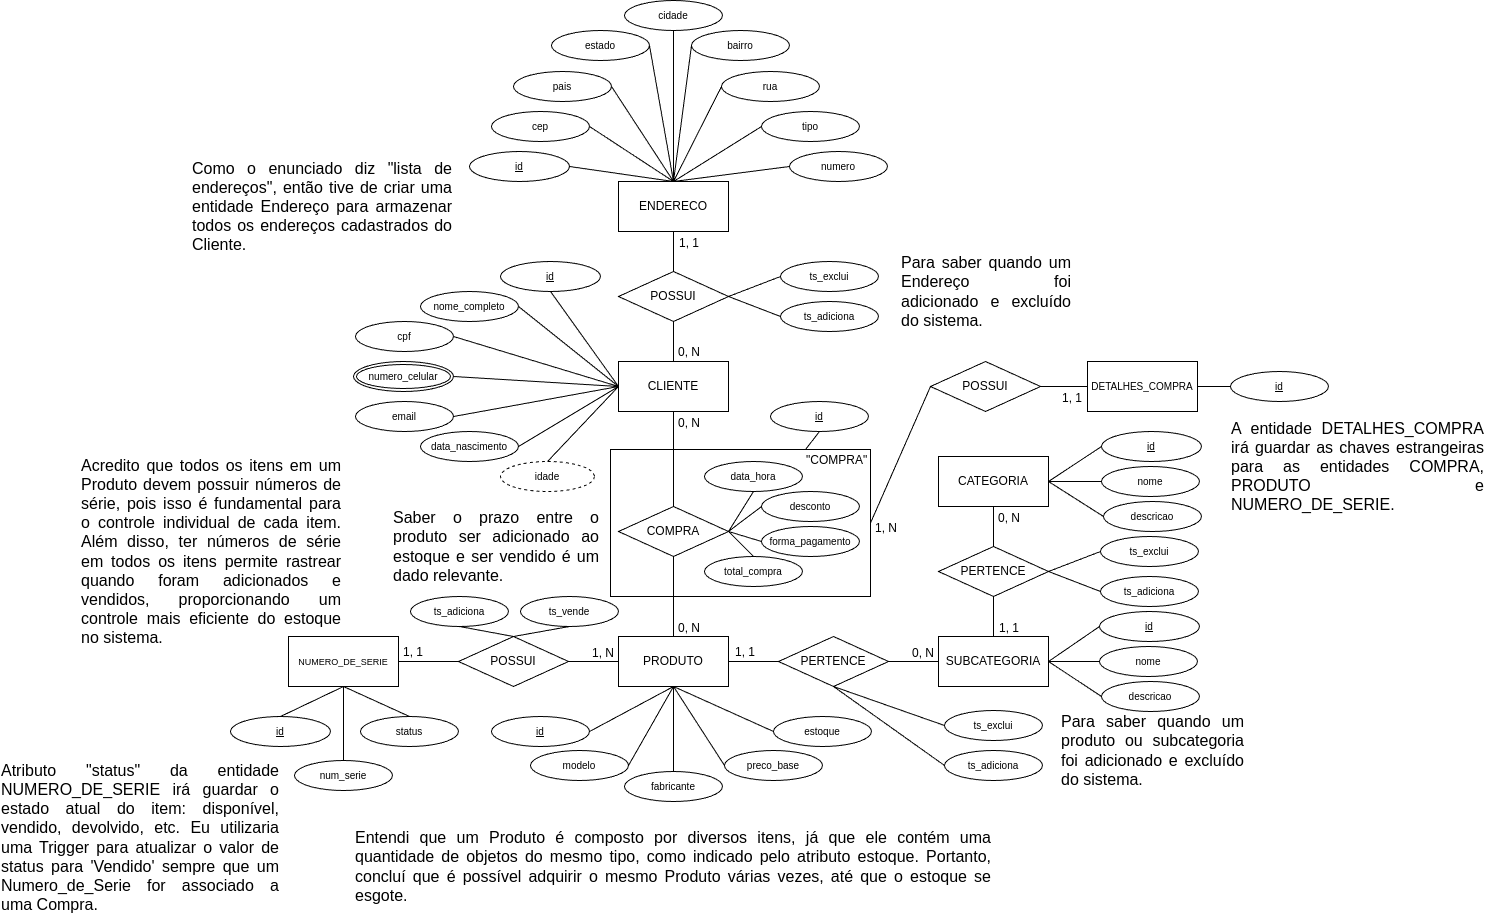 cidade
estado
bairro
pais
rua
cep
tipo
id
numero
Como o enunciado diz "lista de
endereços", então tive de criar uma
entidade Endereço para armazenar
todos os endereços cadastrados do
Cliente.
ENDERECO
1, 1
POSSUI
ts_exclui
ts_adiciona
0, N
Para saber quando um
Endereço foi
adicionado e excluído
do sistema.
id
nome_completo
cpf
numero_celular
email
data_nascimento
idade
CLIENTE
0, N
id
"COMPRA"
data_hora
desconto
COMPRA
forma_pagamento
total_compra
1, N
POSSUI
1, 1
DETALHES_COMPRA
id
A entidade DETALHES_COMPRA
irá guardar as chaves estrangeiras
para as entidades COMPRA,
PRODUTO e
NUMERO_DE_SERIE.
CATEGORIA
id
nome
descricao
0, N
PERTENCE
ts_exclui
ts_adiciona
1, 1
Acredito que todos os itens em um
Produto devem possuir números de
série, pois isso é fundamental para
o controle individual de cada item.
Além disso, ter números de série
em todos os itens permite rastrear
quando foram adicionados e
vendidos, proporcionando um
controle mais eficiente do estoque
no sistema.
Saber o prazo entre o
produto ser adicionado ao
estoque e ser vendido é um
dado relevante.
ts_adiciona
ts_vende
0, N
NUMERO_DE_SERIE
1, 1
POSSUI
1, N
PRODUTO
1, 1
PERTENCE
0, N
SUBCATEGORIA
id
nome
descricao
id
status
num_serie
id
modelo
fabricante
preco_base
estoque
ts_exclui
ts_adiciona
Para saber quando um
produto ou subcategoria
foi adicionado e excluído
do sistema.
Atributo "status" da entidade
NUMERO_DE_SERIE irá guardar o
estado atual do item: disponível,
vendido, devolvido, etc. Eu utilizaria
uma Trigger para atualizar o valor de
status para 'Vendido' sempre que um
Numero_de_Serie for associado a
uma Compra.
Entendi que um Produto é composto por diversos itens, já que ele contém uma
quantidade de objetos do mesmo tipo, como indicado pelo atributo estoque. Portanto,
concluí que é possível adquirir o mesmo Produto várias vezes, até que o estoque se
esgote.